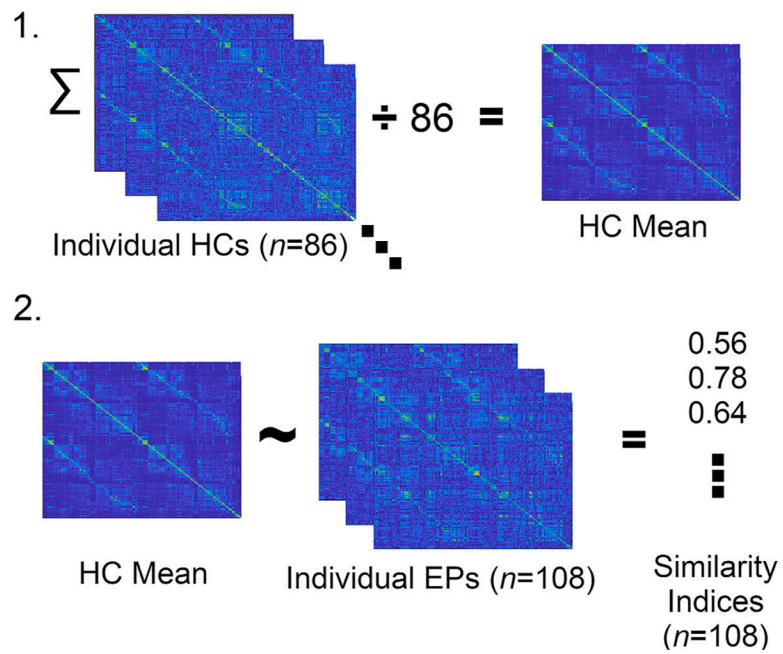 1.
∑
÷ 86 =
Individual HCs (n=86)
HC Mean
2.
~
=
0.56
0.78
0.64
HC Mean
Individual EPs (n=108)
Similarity
Indices
(n=108)